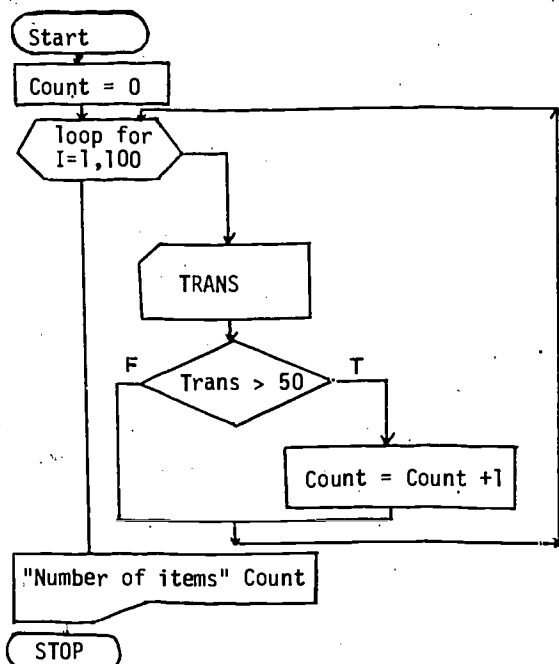 Start
Count = 0
loop for
I=1,100
TRANS
F
T
Trans > 50
Count = Count +1
"Number of items" Count
STOP